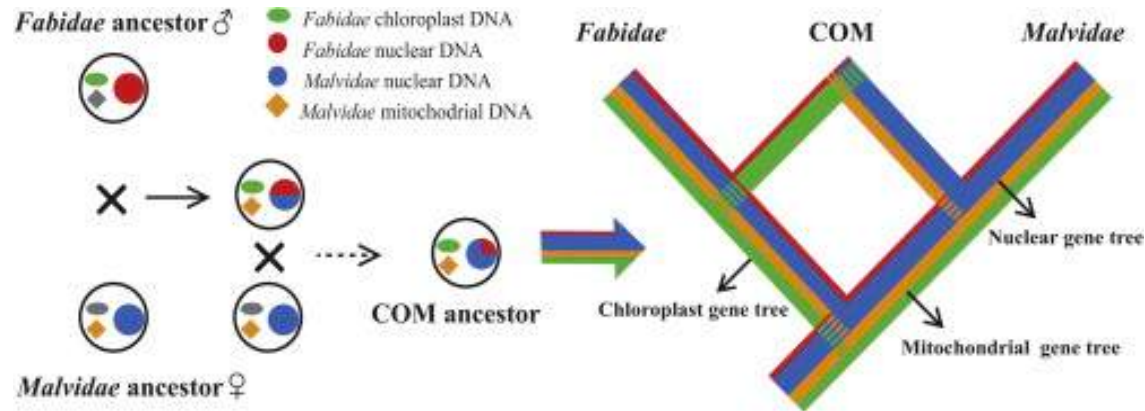 Fabidae ancestor ♂
Fabidae chloroplast DNA
Fabidae nuclear DNA
Malvidae nuclear DNA
Malvidae mitochodrial DNA
Fabidae
COM
Malvidae
COM ancestor
Malvidae ancestor ♀
Nuclear gene tree
Chloroplast gene tree
Mitochondrial gene tree